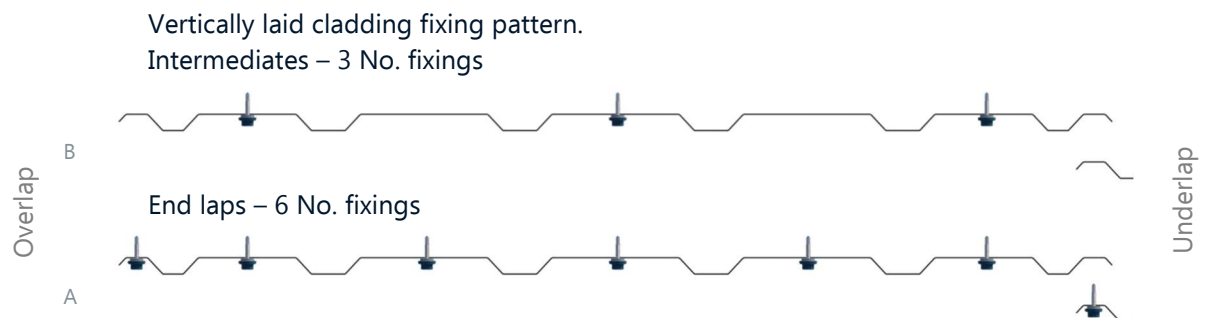 Vertically laid cladding fixing pattern.
Intermediates – 3 No. fixings
B
Overlap
Underlap
End laps – 6 No. fixings
A